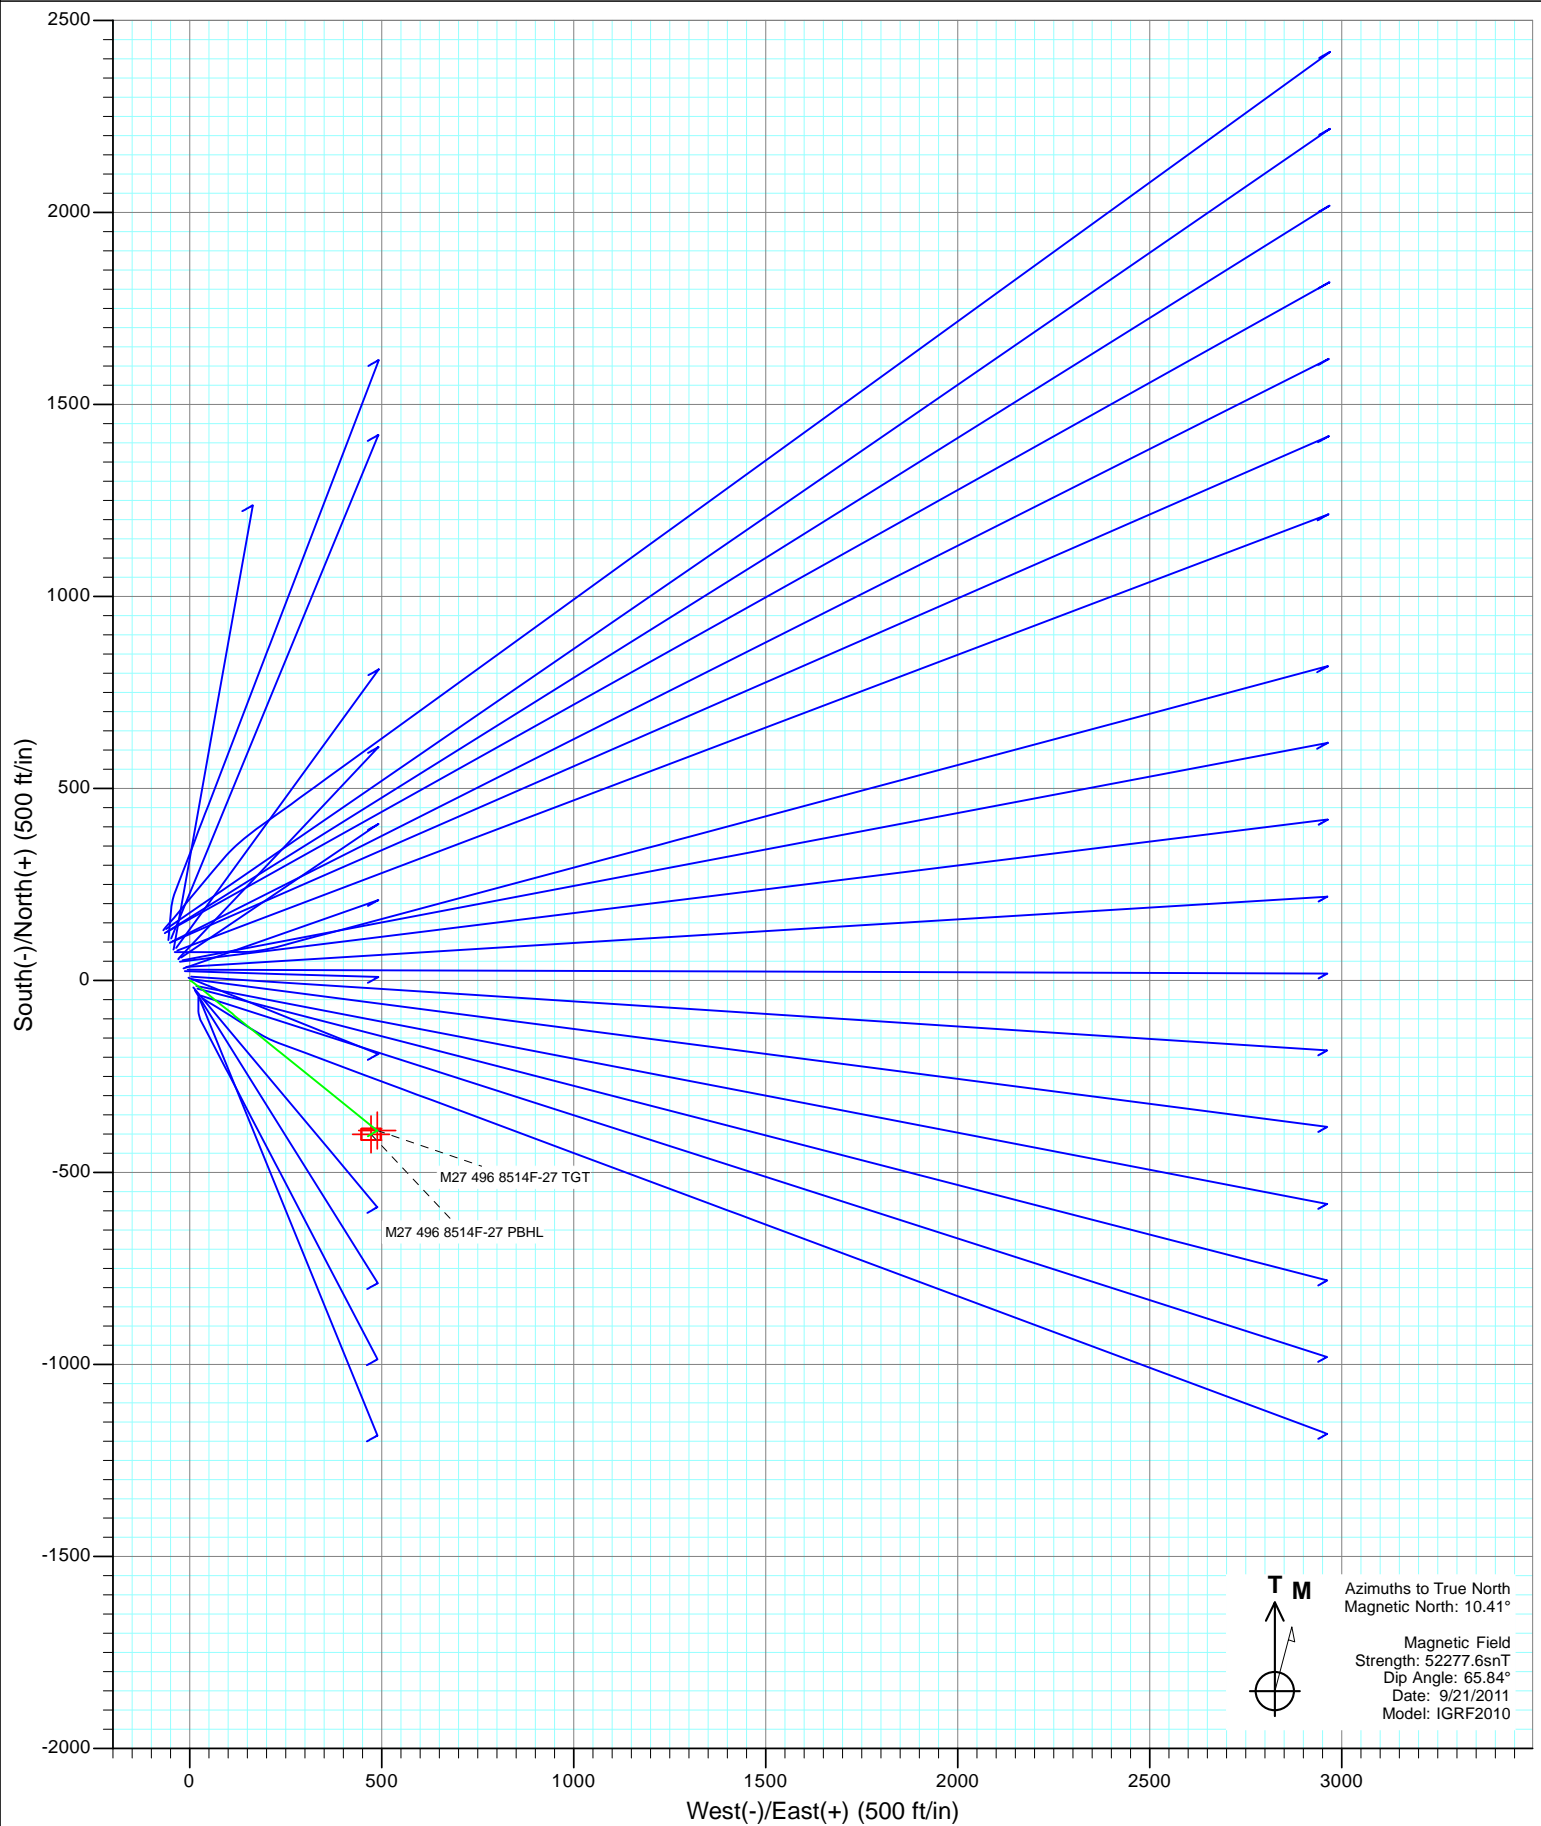 2500
2000
1500
1000
500
0
-500
-1000
-1500
-2000
South(-)/North(+) (500 ft/in)
M27 496 8514F-27 TGT
M27 496 8514F-27 PBHL
T M
Azimuths to True North
Magnetic North: 10.41°
Magnetic Field
Strength: 52277.6snT
Dip Angle: 65.84°
Date: 9/21/2011
Model: IGRF2010
0 500 1000 1500 2000 2500 3000
West(-)/East(+) (500 ft/in)